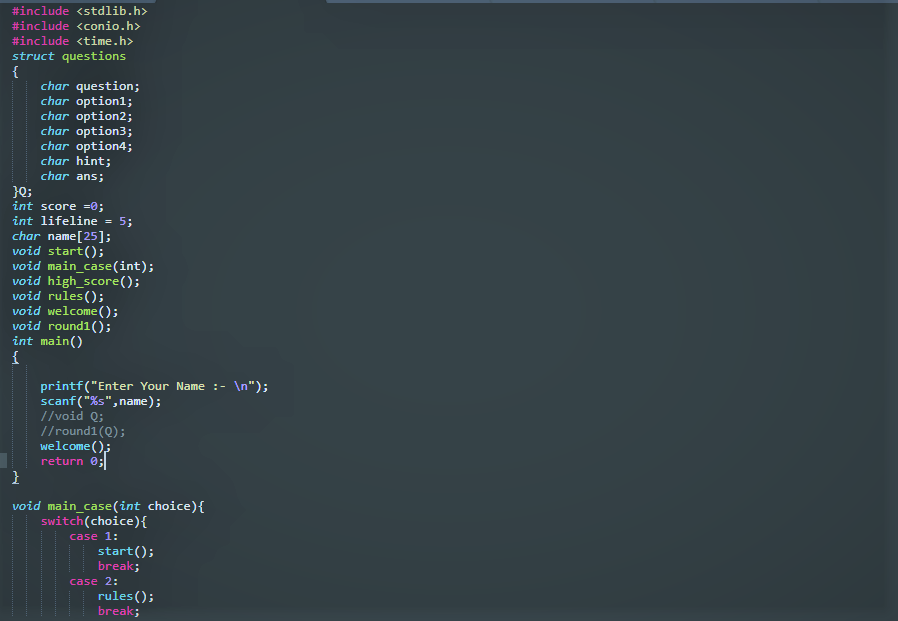 #include <stdlib.h>
#include <conio.h>
#include <time.h>
struct questions
{
    char question;
    char option1;
    char option2;
    char option3;
    char option4;
    char hint;
    char ans;
}Q;
int score =0;
int lifeline = 5;
char name[25];
void start();
void main_case(int);
void high_score();
void rules();
void welcome();
void round1();
int main()
{

    printf("Enter Your Name :- \n");
    scanf("%s",name);
    //void Q;
    //round1(Q);
    welcome();
    return 0;
}

void main_case(int choice){
    switch(choice){
        case 1:
            start();
            break;
        case 2:
            rules();
            break;